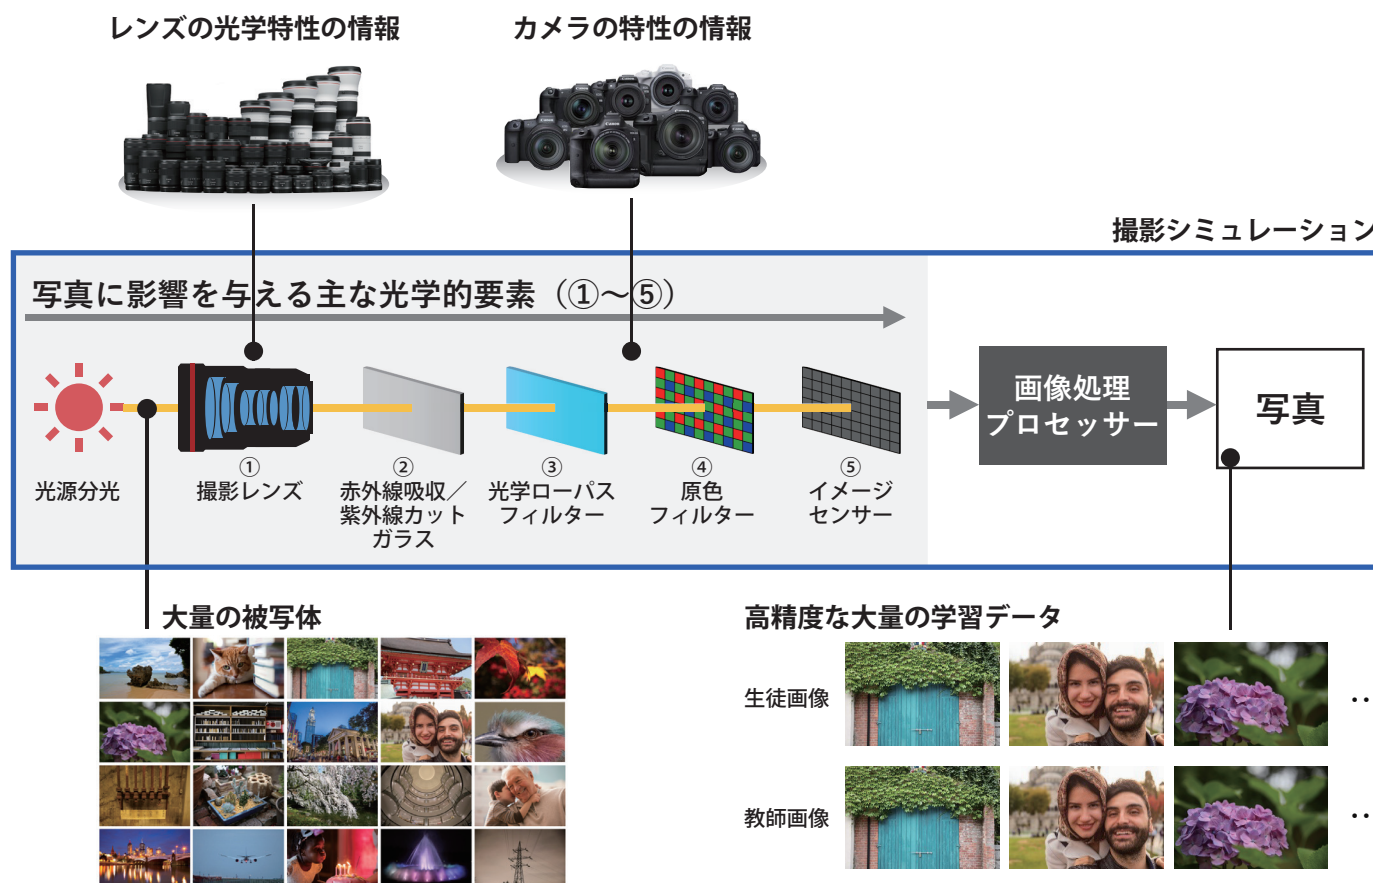 レンズの光学特性の情報
カメラの特性の情報
撮影シミュレーション
写真に影響を与える主な光学的要素（①～⑤）
光源分光
①
撮影レンズ
②
赤外線吸収／
紫外線カット
ガラス
③
光学ローパス
フィルター
④
原色
フィルター
⑤
イメージ
センサー
画像処理
プロセッサー
写真
大量の被写体
高精度な大量の学習データ
生徒画像
‥
教師画像
‥